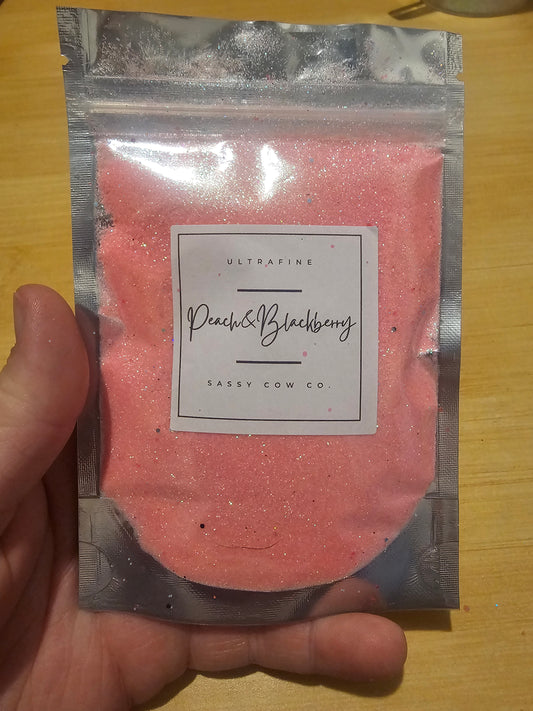 ULTRAFINE
Peach&Blackberry
SASSY COW CO.